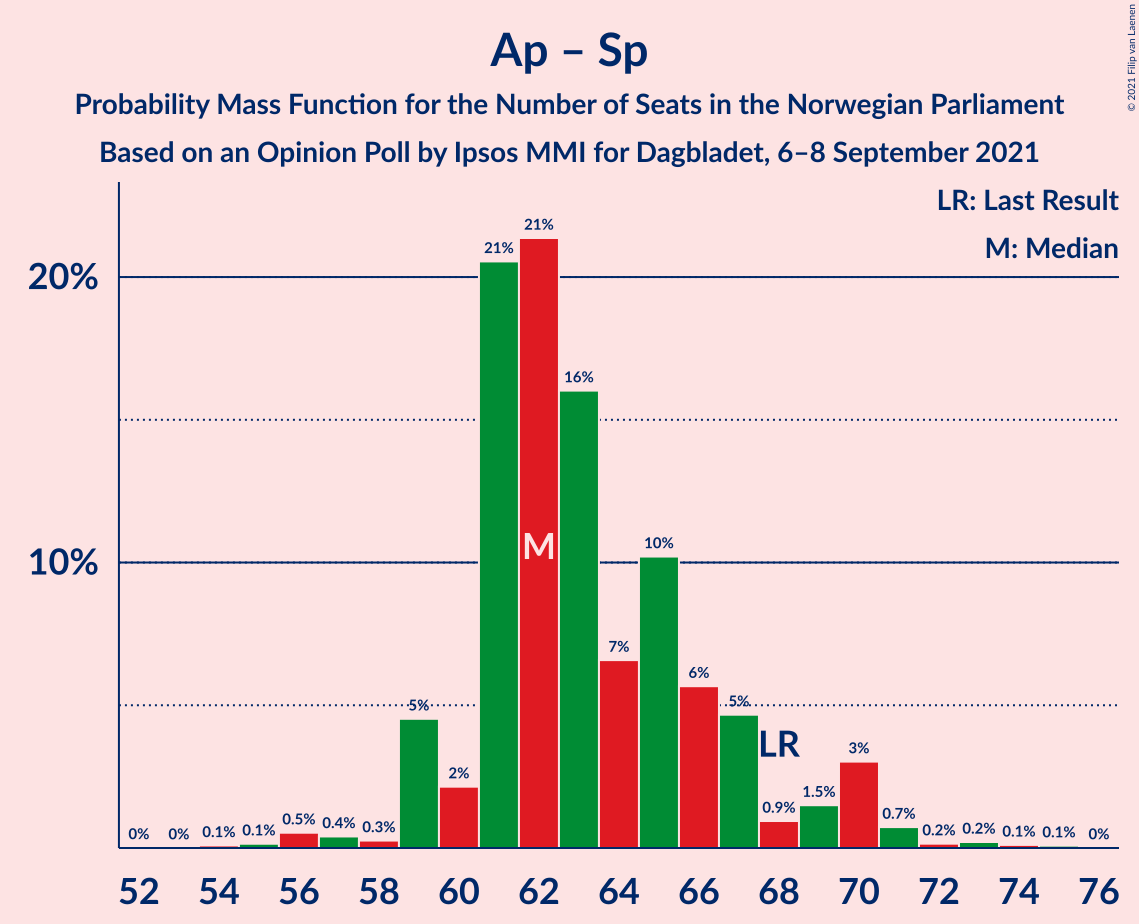 Ap – Sp
Probability Mass Function for the Number of Seats in the Norwegian Parliament
Based on an Opinion Poll by Ipsos MMI for Dagbladet, 6–8 September 2021
© 2021 Filip van Laenen
LR: Last Result
M: Median
20%
10%
0% 0% 0.1% 0.1% 0.5% 0.4% 0.3% 5% 2% 21% 21% 16% 7% 10% 6% 5% 0.9% 1.5% 3% 0.7% 0.2% 0.2% 0.1% 0.1% 0%
M
LR
52 54 56 58 60 62 64 66 68 70 72 74 76